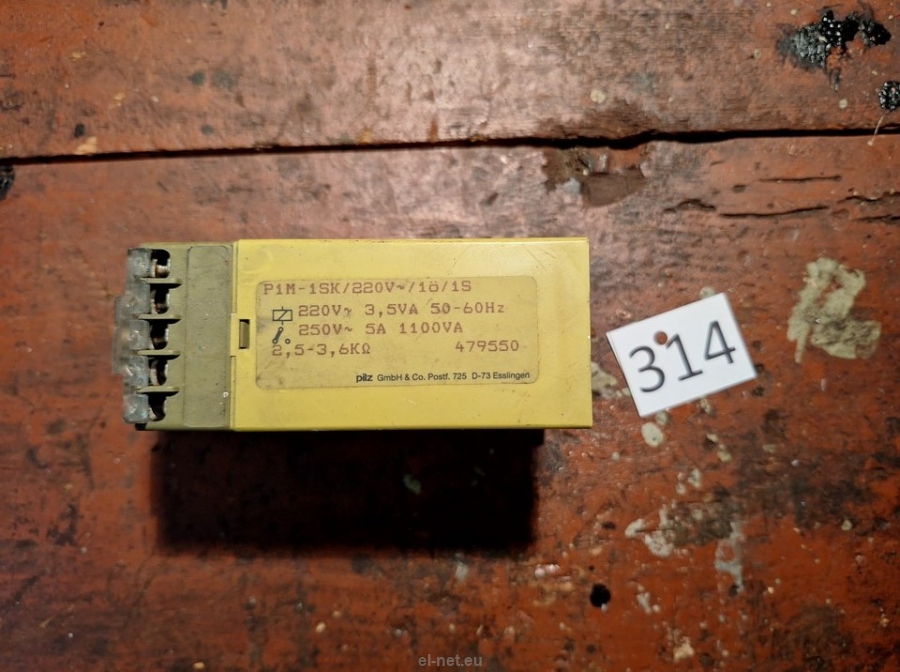 P1M-1SK/220V~/1ü/1S
220V~ 3,5VA 50-60Hz
250V~ 5A 1100VA
2,5-3,6KΩ 479550
pilz GmbH & Co. Postf. 725 D-73 Esslingen
314
el-net.eu